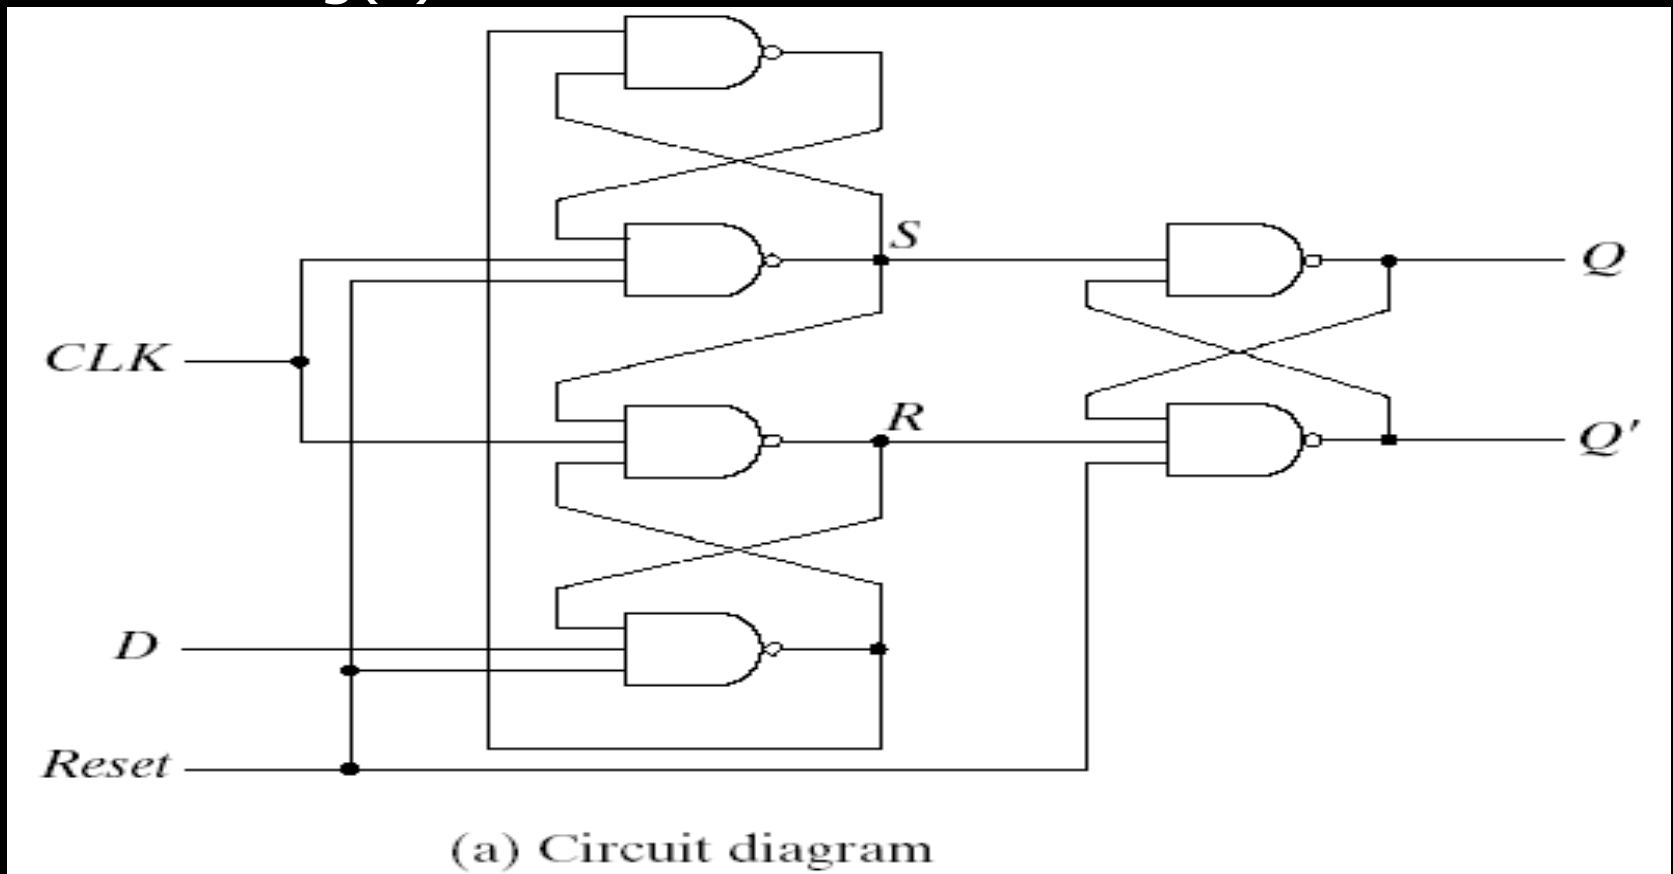 S
Q
CLK
R
Q'
D
Reset
(a) Circuit diagram